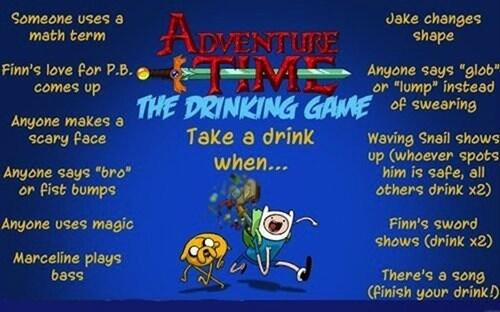 Someone uses a
math term
Finn's love for P.B.
comes up
Anyone makes a
scary face
Anyone says "bro"
or fist bumps
Anyone uses magic
Marceline plays
bass
ADVENTURE
TIME
THE DRINKING GAME
Take a drink
when...
Jake changes
shape
Anyone says "glob"
or "lump" instead
of swearing
Waving Snail shows
up (whoever spots
him is safe, all
others drink x2)
Finn's sword
shows (drink x2)
There's a song
(finish your drink!)